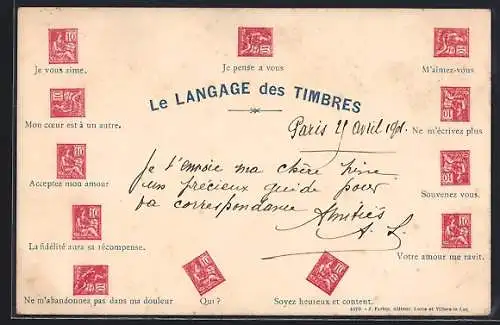 Je vous aime.
Je pense a vous
M'aimez-vous
Le LANGAGE des TIMBRES
Mon cœur est à un autre.
Ne m'écrivez plus
Paris 21 Avril 1901.
Je t'envoie ma chère
un précieux guide pour
ta correspondance Amitiés
A. L.
Acceptez mon amour
Souvenez vous.
La fidélité aura sa récompense.
Votre amour me ravit.
Ne m'abandonnez pas dans ma douleur
Qui ?
Soyez heureux et content.